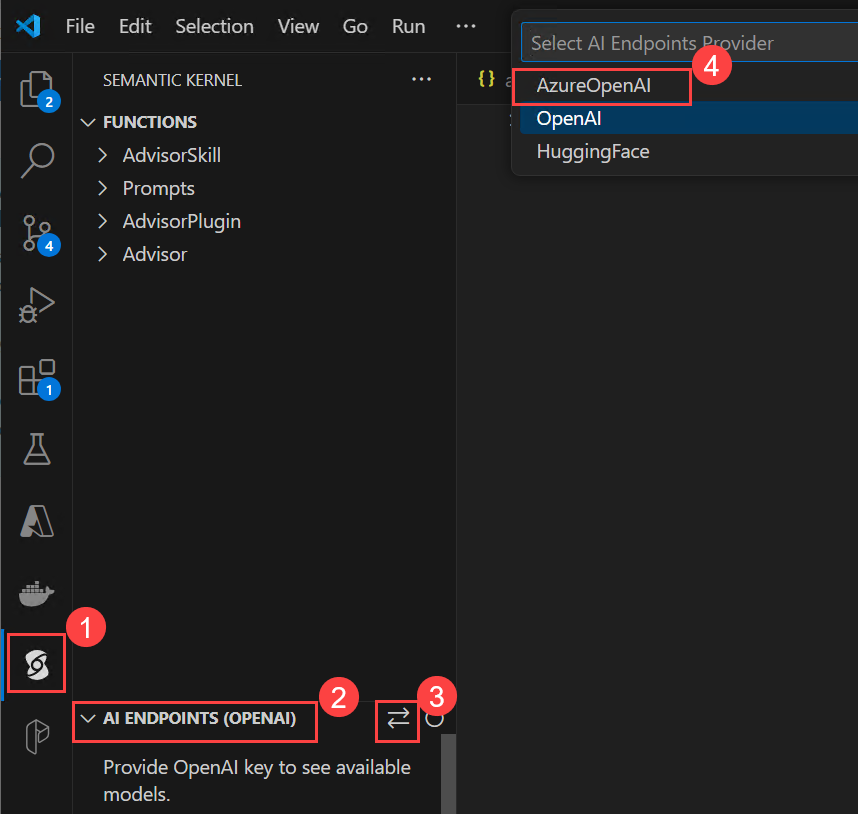 File Edit Selection View Go Run ···
Select AI Endpoints Provider
4
AzureOpenAI
OpenAI
HuggingFace
SEMANTIC KERNEL ···
{} a
2
FUNCTIONS
AdvisorSkill
Prompts
AdvisorPlugin
Advisor
4
1
1
2
3
AI ENDPOINTS (OPENAI)
Provide OpenAI key to see available
models.